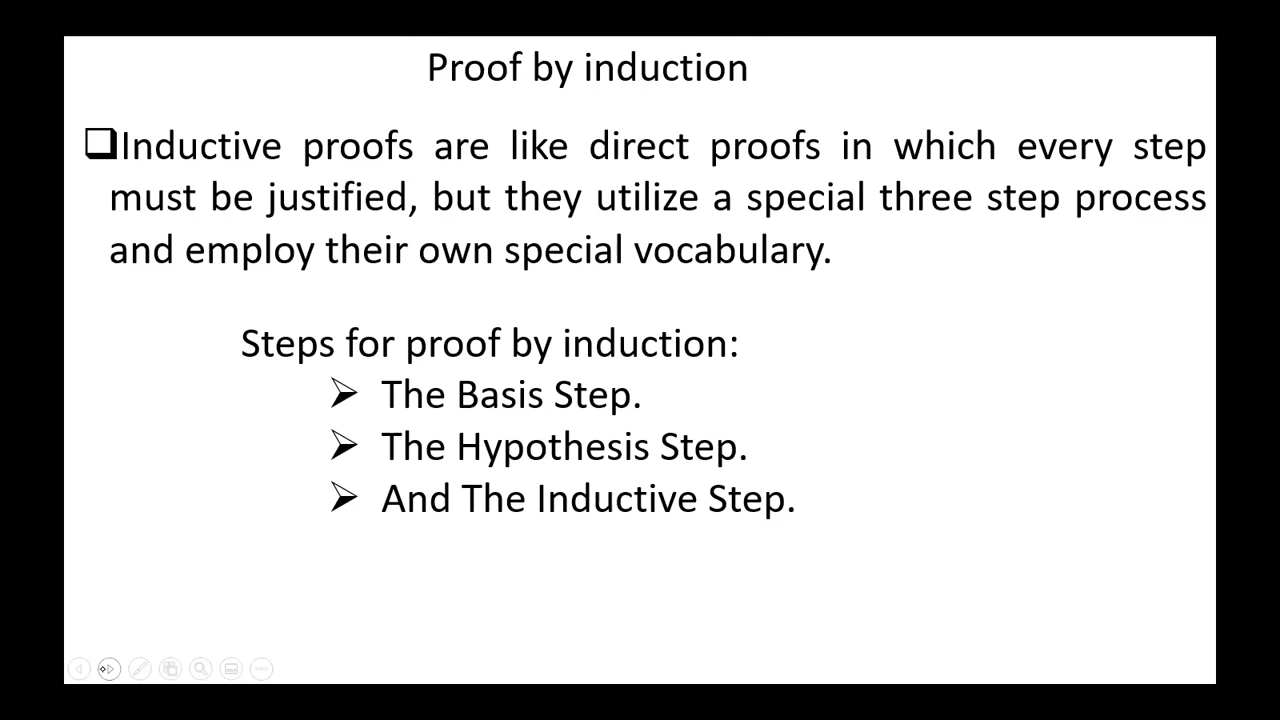 Proof by induction
❑Inductive proofs are like direct proofs in which every step
must be justified, but they utilize a special three step process
and employ their own special vocabulary.
Steps for proof by induction:
➢ The Basis Step.
➢ The Hypothesis Step.
➢ And The Inductive Step.